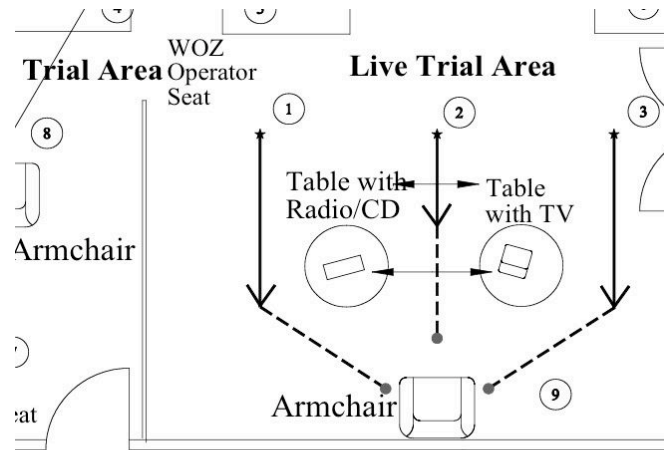 WOZ
Trial Area Operator
Seat
Live Trial Area
1
2
3
8
Table with
Radio/CD
Table
with TV
Armchair
Armchair
9